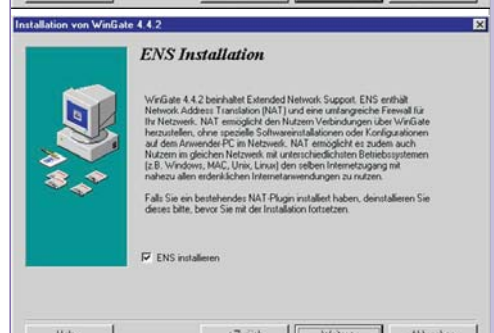 Installation von WinGate 4.4.2
ENS Installation
WinGate 4.4.2 beinhaltet Extended Network Support. ENS enthält
Network Address Translation (NAT) und eine umfangreiche Firewall für
Ihr Netzwerk. NAT ermöglicht den Nutzern Verbindungen über WinGate
herzustellen, ohne spezielle Softwareinstallationen oder Konfigurationen
auf dem Anwender-PC im Netzwerk. NAT ermöglicht es zudem auch
Nutzern im gleichen Netzwerk mit unterschiedlichsten Betriebssystemen
(z.B. Windows, MAC, Unix, Linux) den selben Internetzugang mit
nahezu allen erdenklichen Internetanwendungen zu nutzen.
Falls Sie ein bestehendes NAT-Plugin installiert haben, deinstallieren Sie
dieses bitte, bevor Sie mit der Installation fortsetzen.
ENS installieren